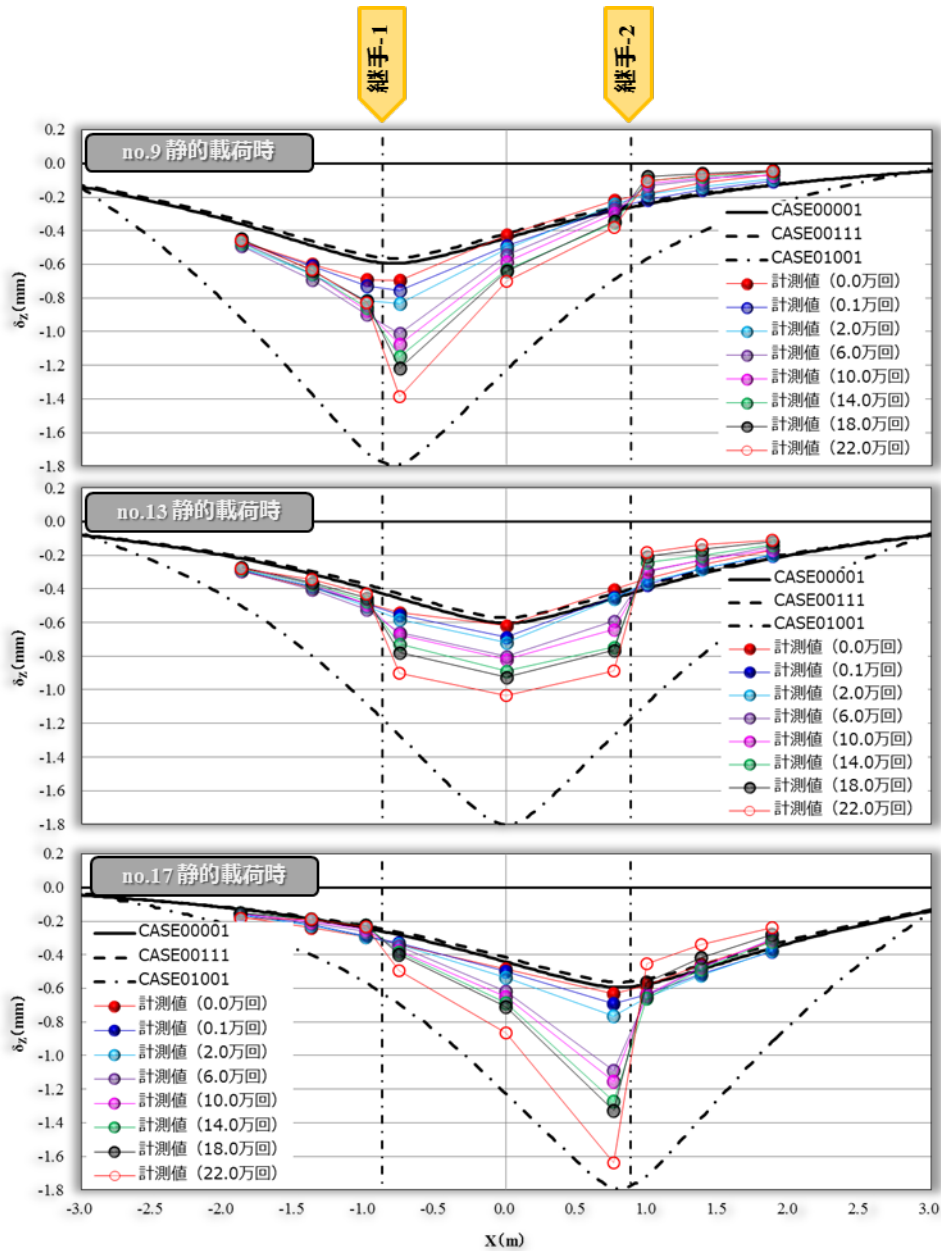 継手-1
継手-2
no.9 静的載荷時
0.2
0.0
-0.2
-0.4
-0.6
-0.8
-1.0
-1.2
-1.4
-1.6
-1.8
δZ(mm)
CASE00001
CASE00111
CASE01001
計測値（0.0万回）
計測値（0.1万回）
計測値（2.0万回）
計測値（6.0万回）
計測値（10.0万回）
計測値（14.0万回）
計測値（18.0万回）
計測値（22.0万回）
no.13 静的載荷時
0.2
0.0
-0.2
-0.4
-0.6
-0.8
-1.0
-1.2
-1.4
-1.6
-1.8
δZ(mm)
CASE00001
CASE00111
CASE01001
計測値（0.0万回）
計測値（0.1万回）
計測値（2.0万回）
計測値（6.0万回）
計測値（10.0万回）
計測値（14.0万回）
計測値（18.0万回）
計測値（22.0万回）
no.17 静的載荷時
0.2
0.0
-0.2
-0.4
-0.6
-0.8
-1.0
-1.2
-1.4
-1.6
-1.8
δZ(mm)
CASE00001
CASE00111
CASE01001
計測値（0.0万回）
計測値（0.1万回）
計測値（2.0万回）
計測値（6.0万回）
計測値（10.0万回）
計測値（14.0万回）
計測値（18.0万回）
計測値（22.0万回）
-3.0 -2.5 -2.0 -1.5 -1.0 -0.5 0.0 0.5 1.0 1.5 2.0 2.5 3.0
X(m)